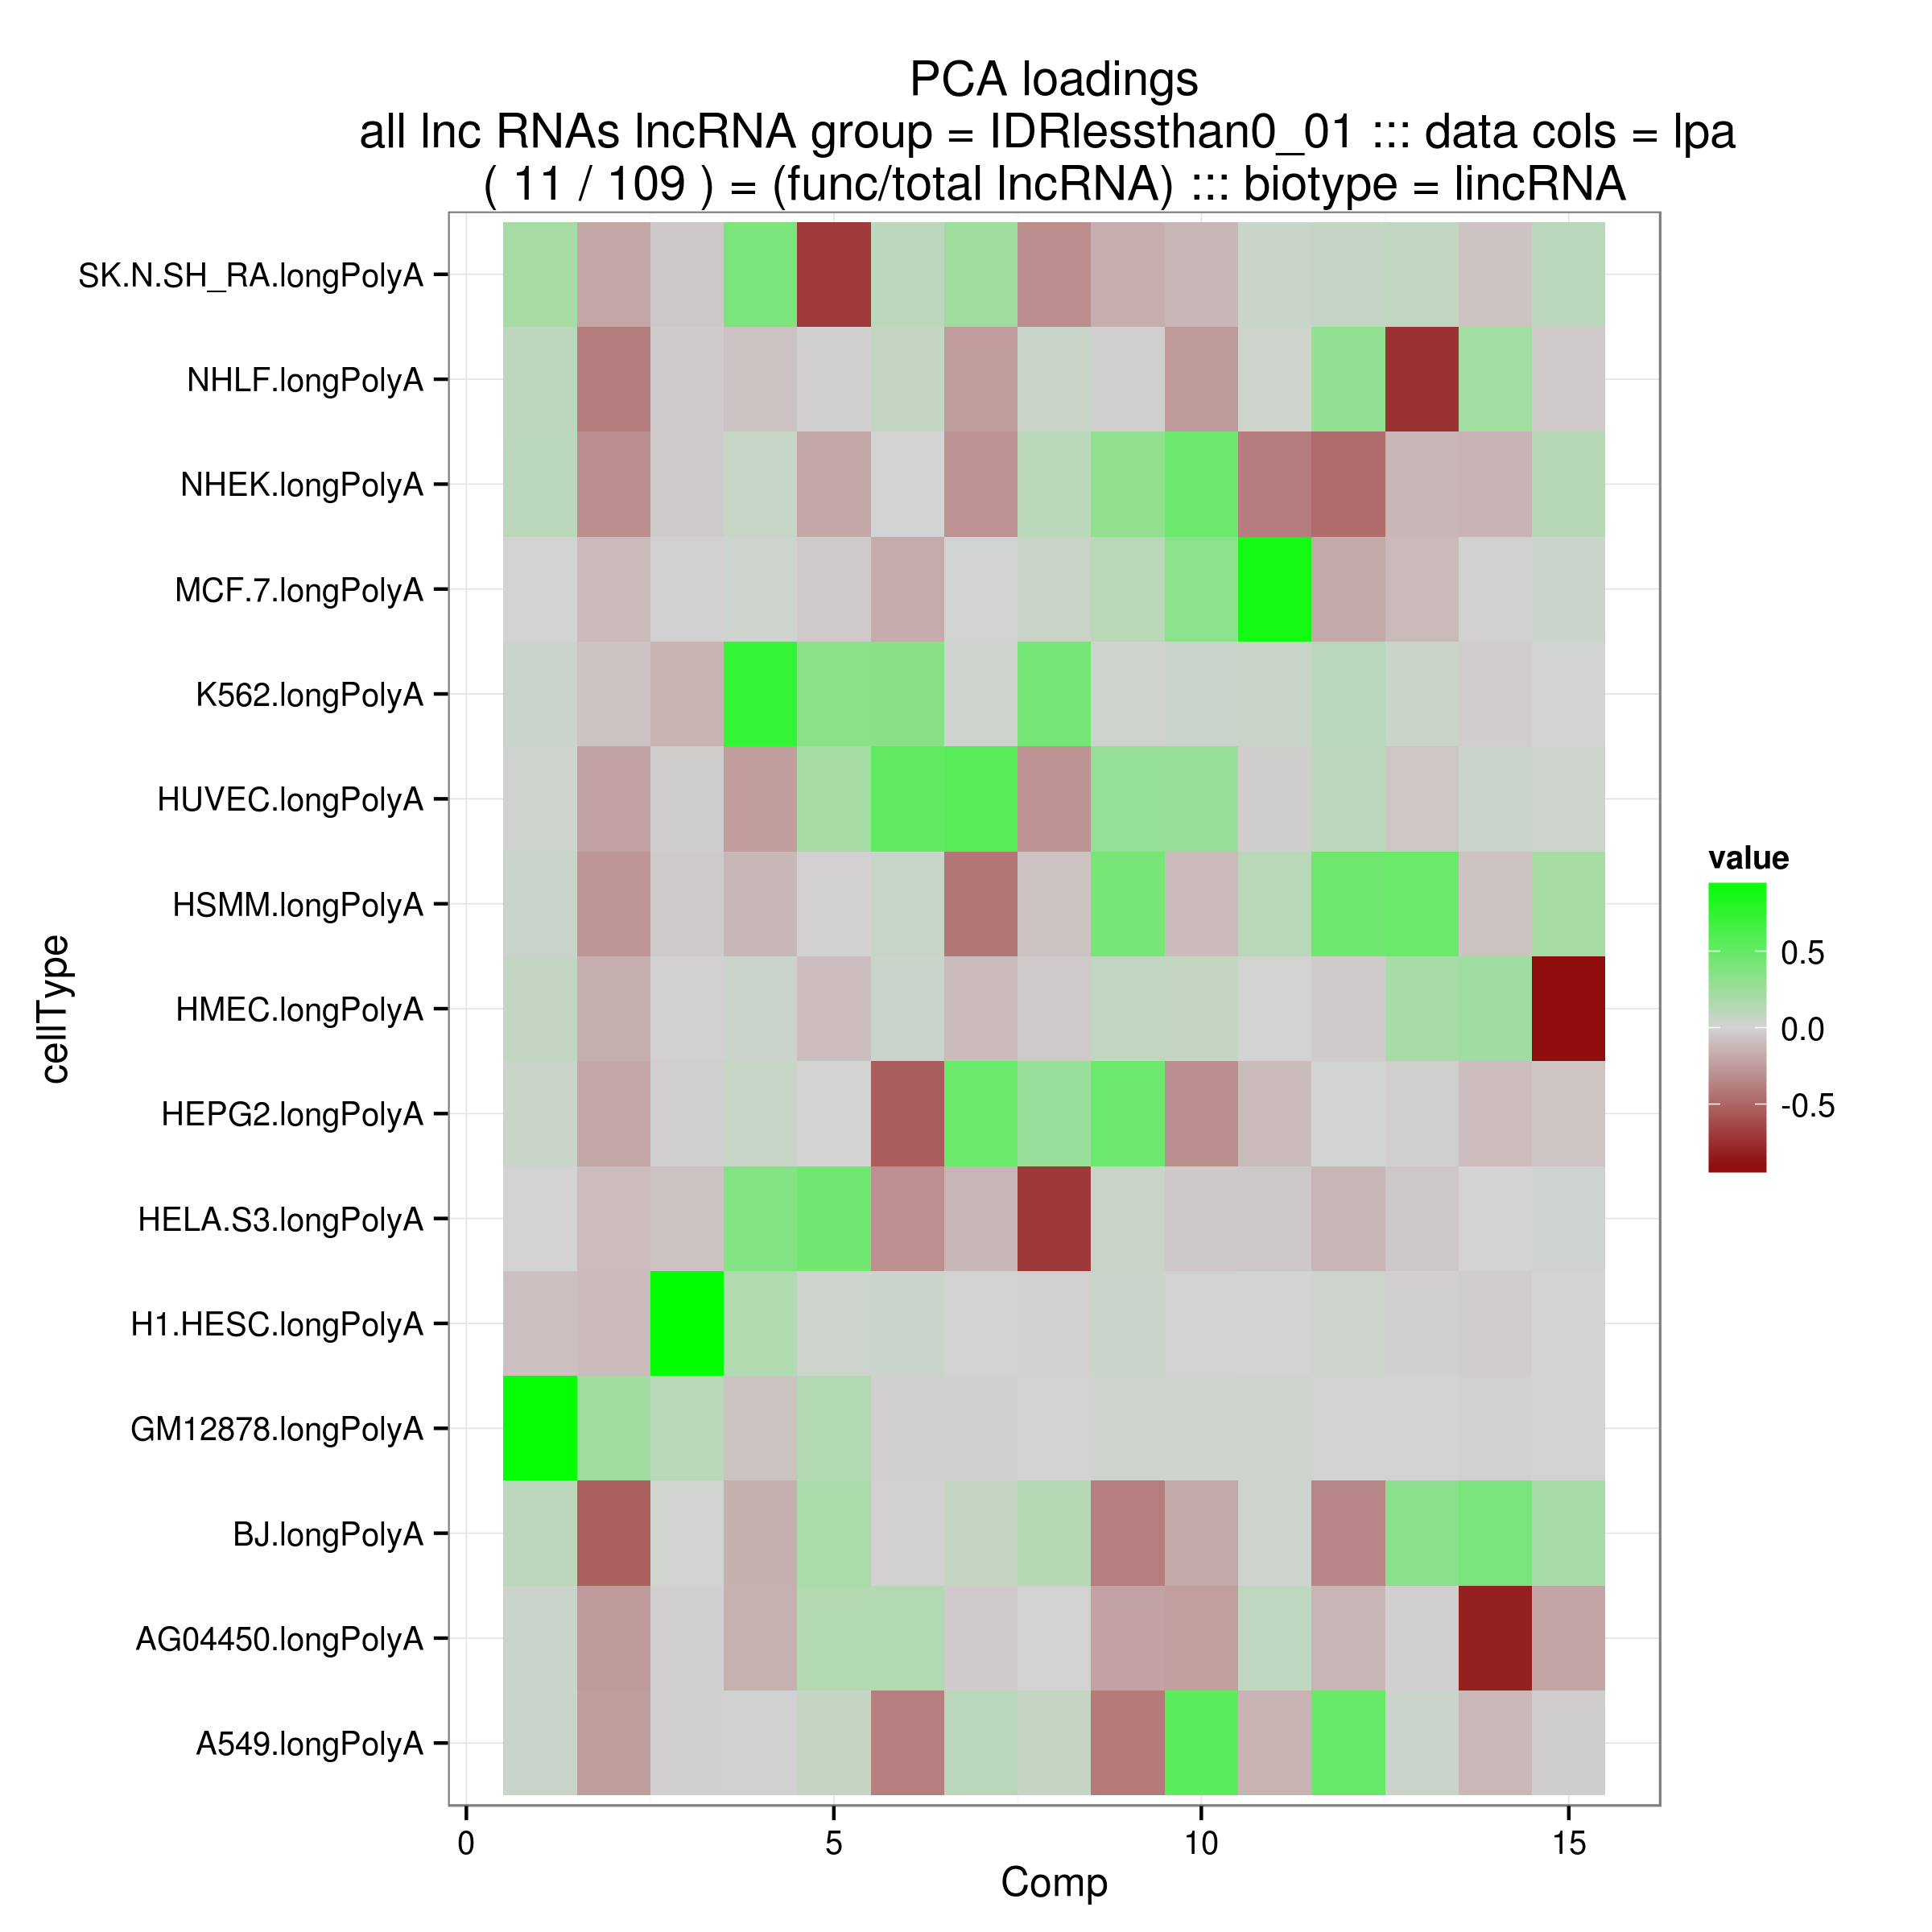 PCA loadings
all lnc RNAs lncRNA group = IDRlessthan0_01 ::: data cols = lpa
( 11 / 109 ) = (func/total lncRNA) ::: biotype = lincRNA
cellType
SK.N.SH_RA.longPolyA
NHLF.longPolyA
NHEK.longPolyA
MCF.7.longPolyA
K562.longPolyA
HUVEC.longPolyA
HSMM.longPolyA
HMEC.longPolyA
HEPG2.longPolyA
HELA.S3.longPolyA
H1.HESC.longPolyA
GM12878.longPolyA
BJ.longPolyA
AG04450.longPolyA
A549.longPolyA
0 5 10 15
Comp
value
0.5
0.0
-0.5